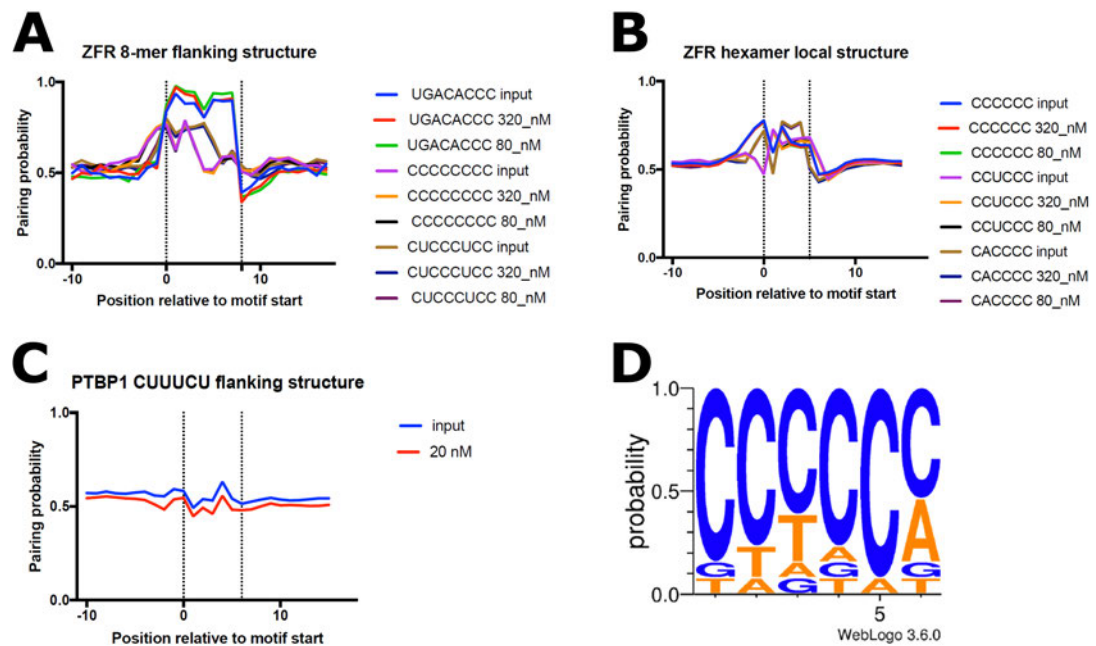 A
ZFR 8-mer flanking structure
1.0
0.5
0.0
Pairing probability
-10
0
10
Position relative to motif start
UGACACCC input
UGACACCC 320_nM
UGACACCC 80_nM
CCCCCCCC input
CCCCCCCC 320_nM
CCCCCCCC 80_nM
CUCCCUCC input
CUCCCUCC 320_nM
CUCCCUCC 80_nM
B
ZFR hexamer local structure
1.0
0.5
0.0
Pairing probability
-10
0
10
Position relative to motif start
CCCCCC input
CCCCCC 320_nM
CCCCCC 80_nM
CCUCCC input
CCUCCC 320_nM
CCUCCC 80_nM
CACCCC input
CACCCC 320_nM
CACCCC 80_nM
C
PTBP1 CUUUCU flanking structure
1.0
0.5
0.0
Pairing probability
-10
0
10
Position relative to motif start
input
20 nM
D
1.0
0.5
0.0
probability
CCCCCC
TTAA
GAGGG
TAGTAT
5
WebLogo 3.6.0